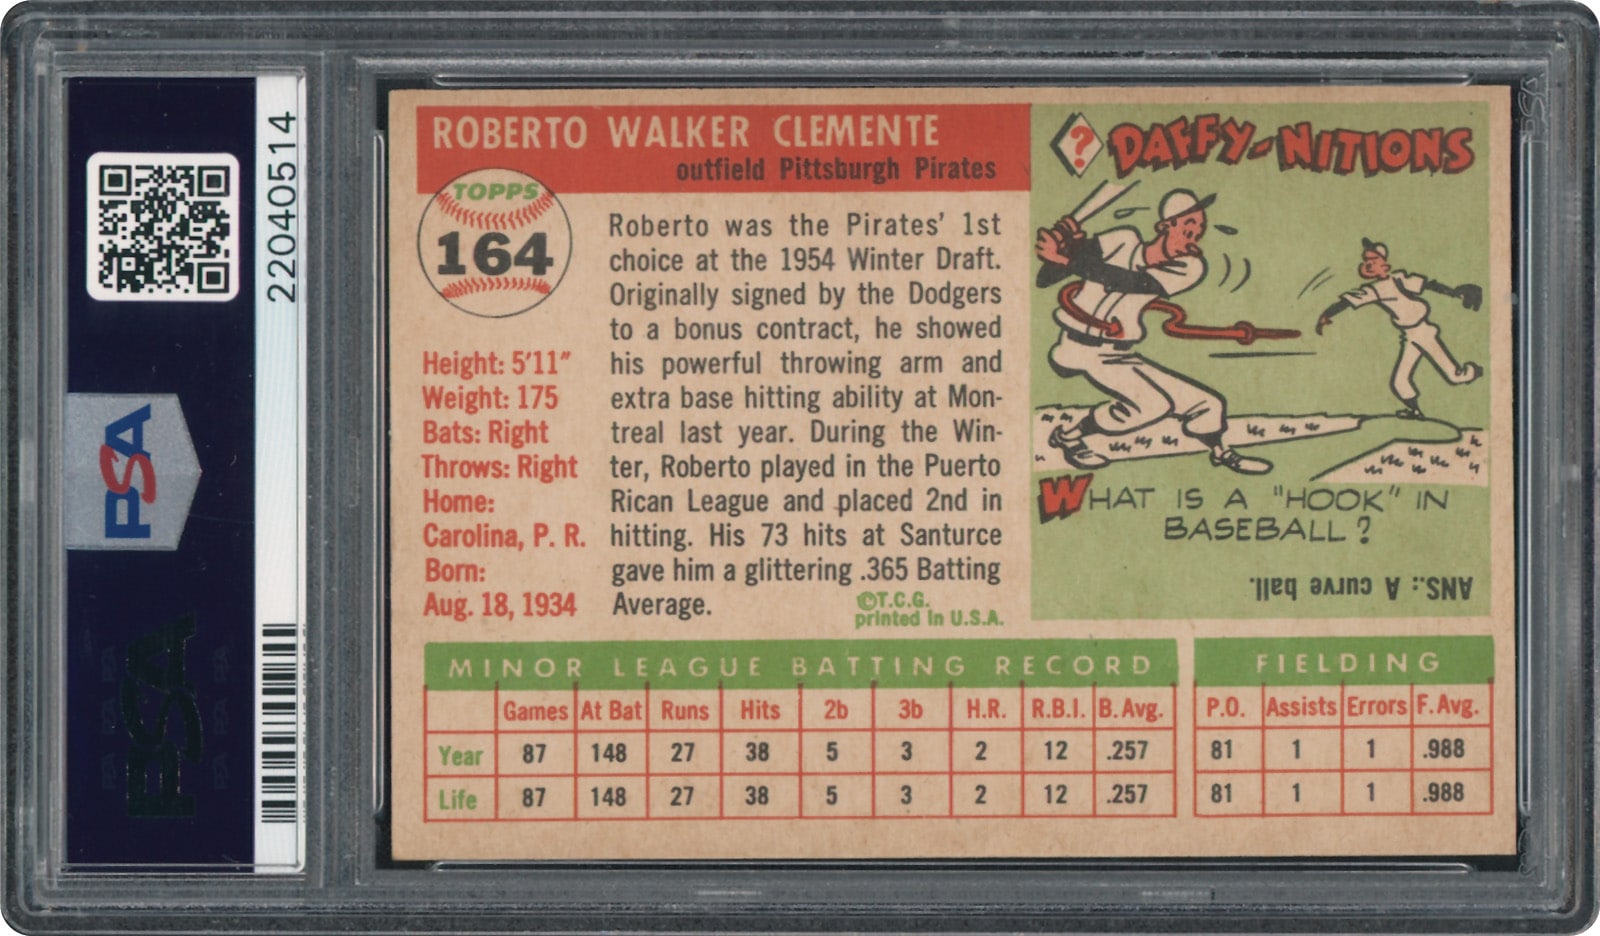 22040514
PSA
PSA
ROBERTO WALKER CLEMENTE
outfield Pittsburgh Pirates
TOPPS
164
Height: 5'11"
Weight: 175
Bats: Right
Throws: Right
Home:
Carolina, P. R.
Born:
Aug. 18, 1934
Roberto was the Pirates' 1st
choice at the 1954 Winter Draft.
Originally signed by the Dodgers
to a bonus contract, he showed
his powerful throwing arm and
extra base hitting ability at Mon-
treal last year. During the Win-
ter, Roberto played in the Puerto
Rican League and placed 2nd in
hitting. His 73 hits at Santurce
gave him a glittering .365 Batting
Average.
©T.C.G.
printed in U.S.A.
? DAFFY-NITIONS
WHAT IS A "HOOK" IN
BASEBALL?
ANS.: A curve ball.
MINOR LEAGUE BATTING RECORD
Games At Bat Runs Hits 2b 3b H.R. R.B.I. B. Avg.
Year 87 148 27 38 5 3 2 12 .257
Life 87 148 27 38 5 3 2 12 .257
FIELDING
P.O. Assists Errors F. Avg.
81 1 1 .988
81 1 1 .988
PSA